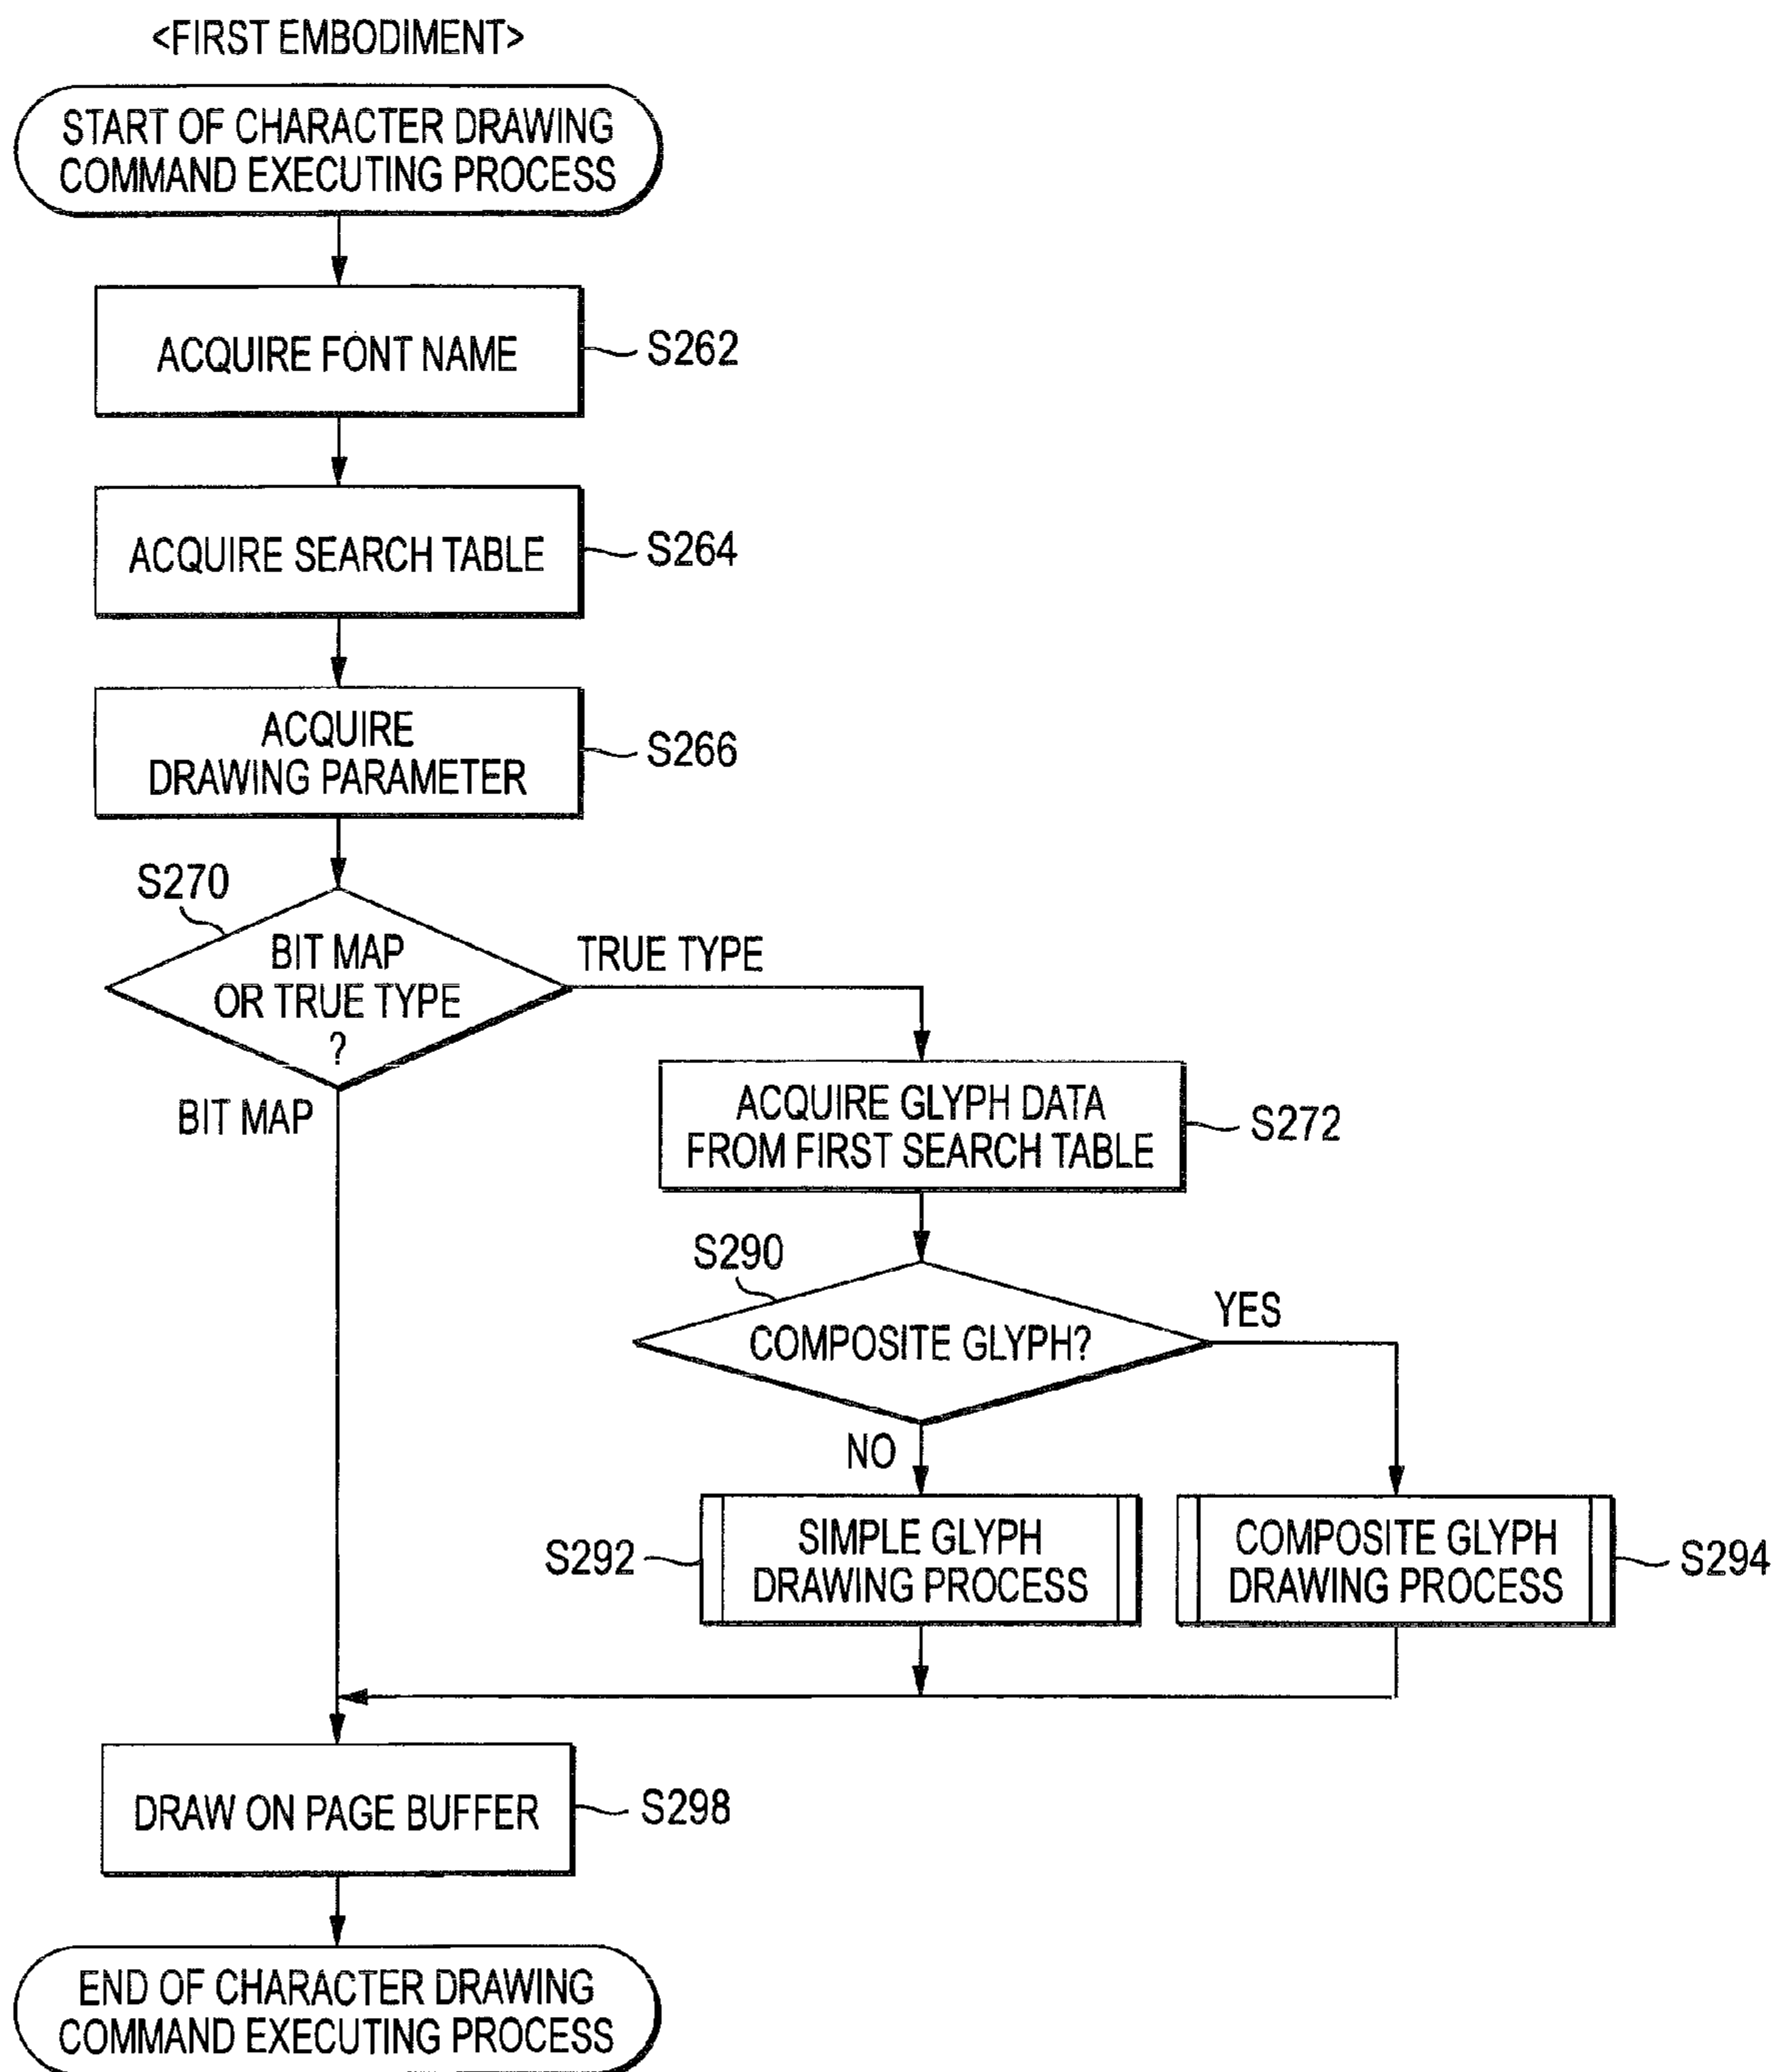 <FIRST EMBODIMENT>
START OF CHARACTER DRAWING
COMMAND EXECUTING PROCESS
ACQUIRE FONT NAME
S262
ACQUIRE SEARCH TABLE
S264
ACQUIRE
DRAWING PARAMETER
S266
S270
BIT MAP
OR TRUE TYPE
?
TRUE TYPE
BIT MAP
ACQUIRE GLYPH DATA
FROM FIRST SEARCH TABLE
S272
S290
COMPOSITE GLYPH?
YES
NO
S292
SIMPLE GLYPH
DRAWING PROCESS
COMPOSITE GLYPH
DRAWING PROCESS
S294
DRAW ON PAGE BUFFER
S298
END OF CHARACTER DRAWING
COMMAND EXECUTING PROCESS